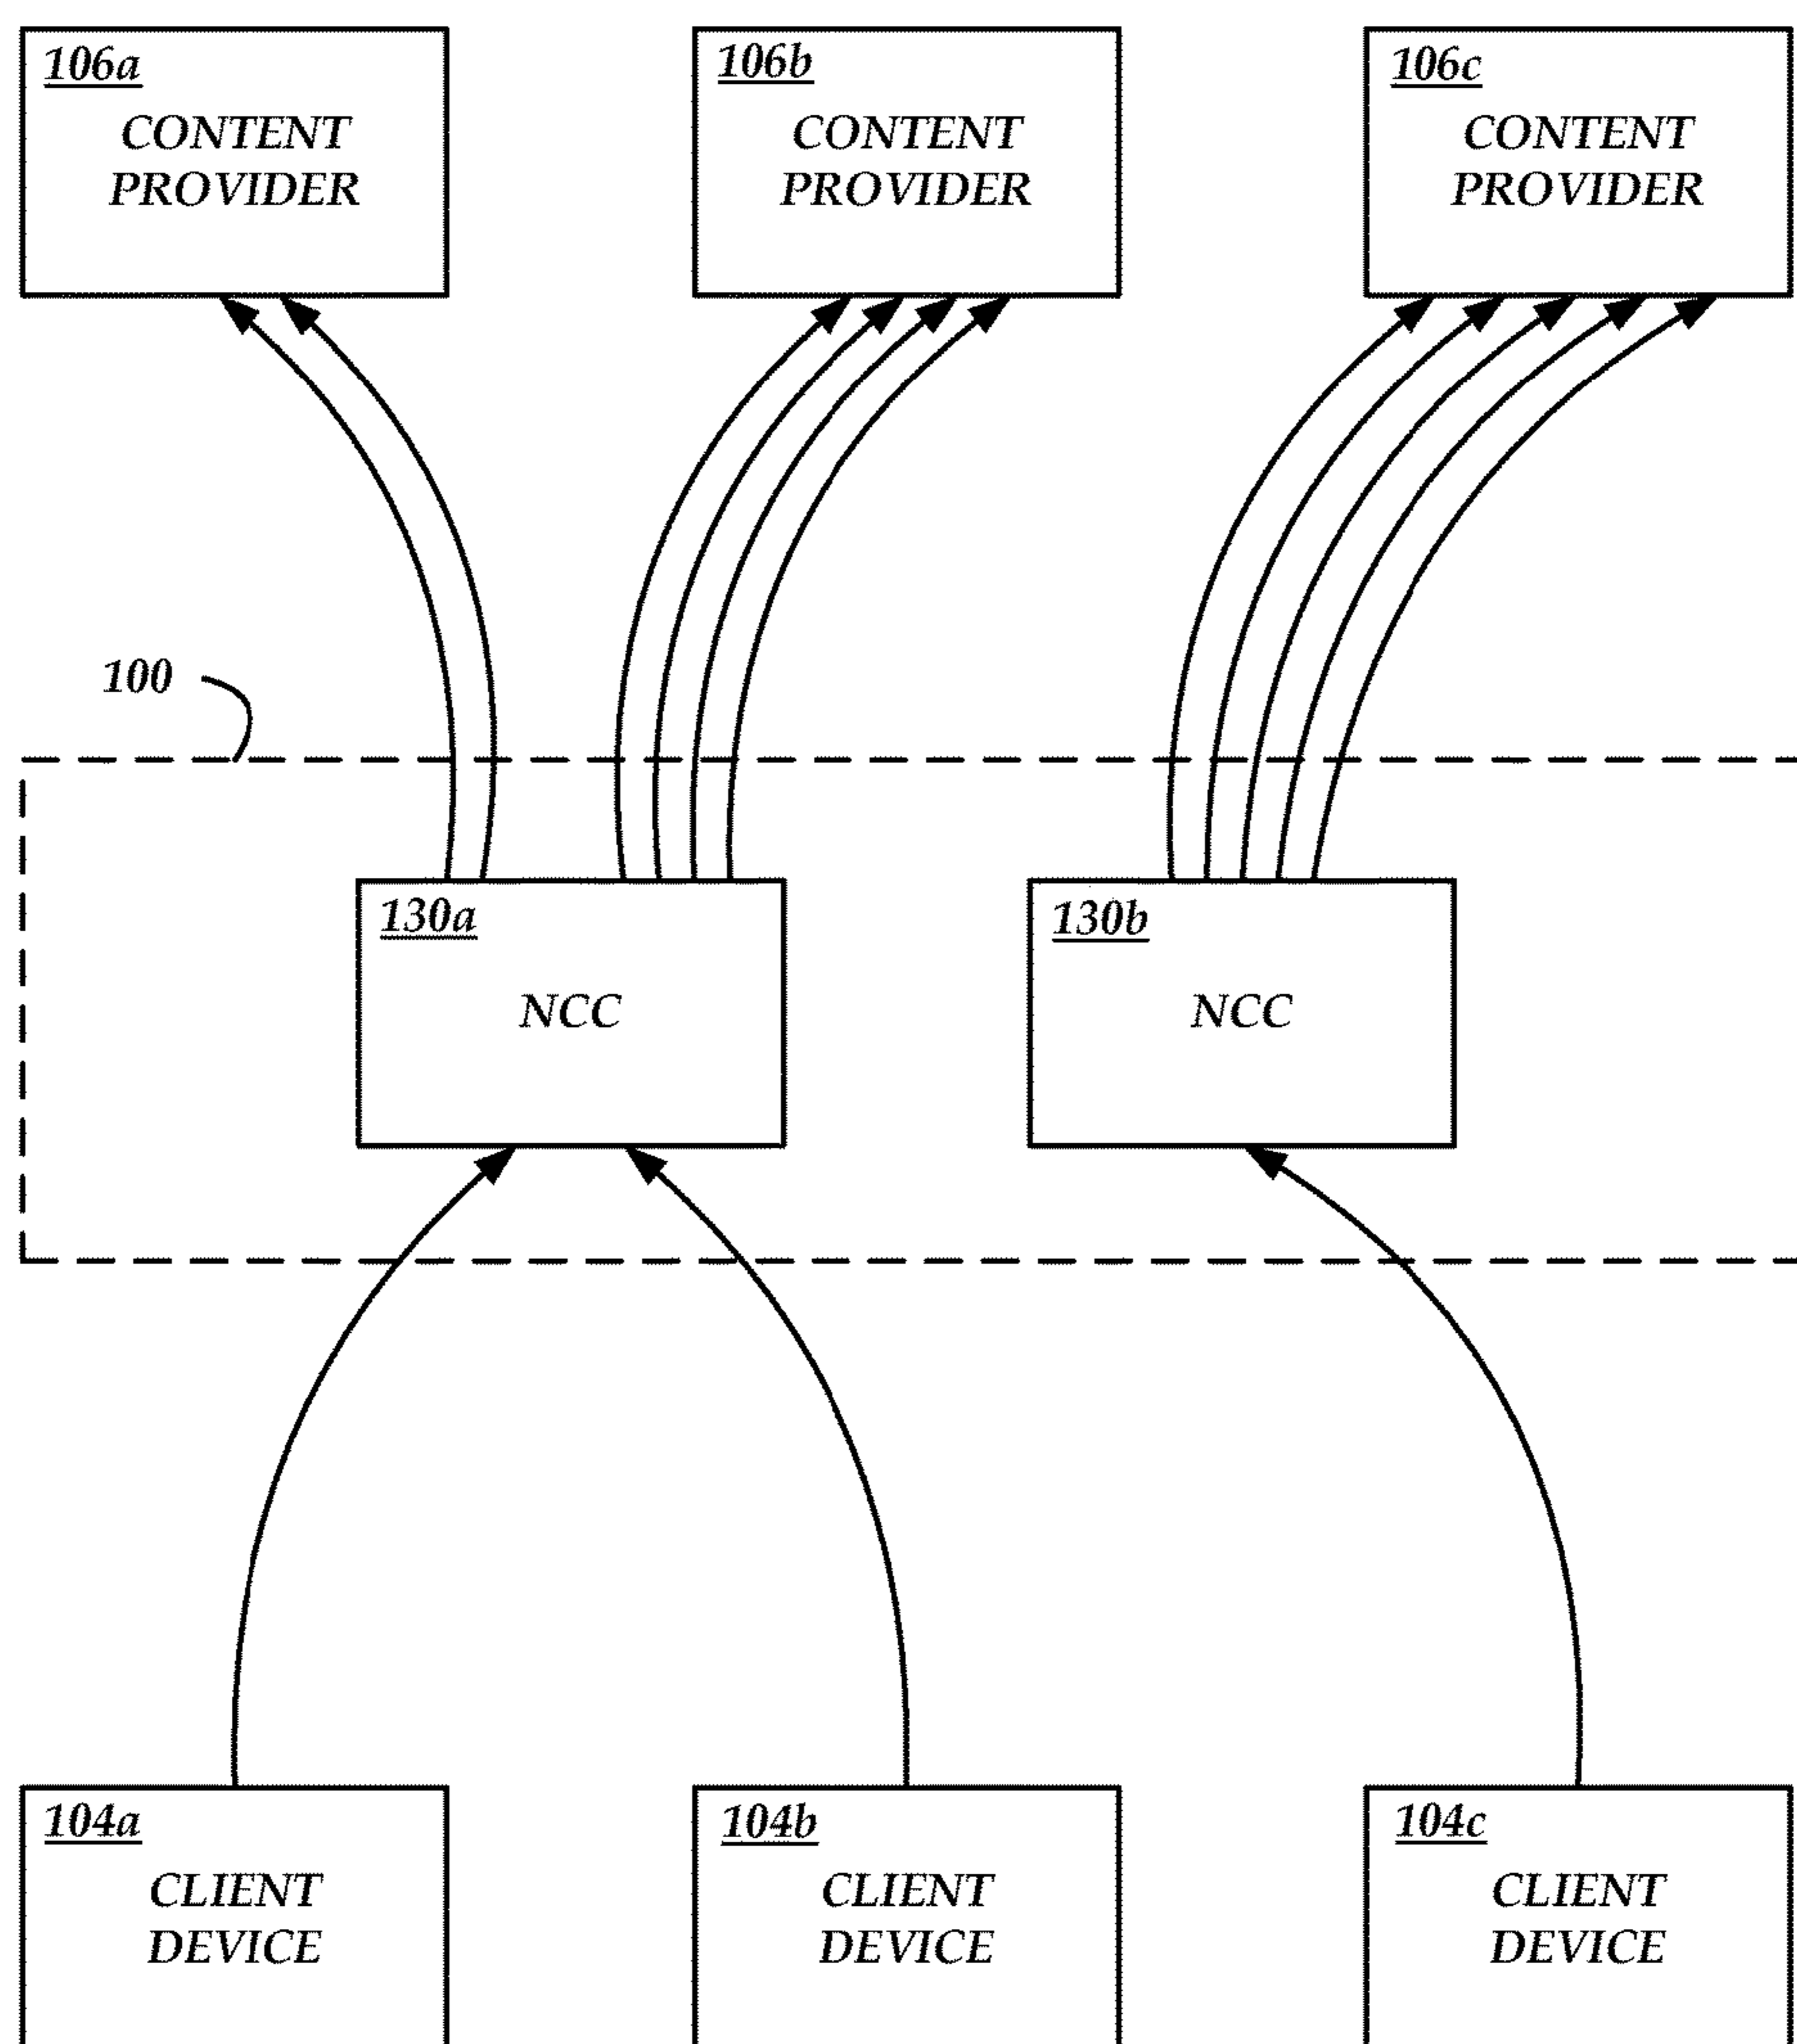 106a
CONTENT
PROVIDER
106b
CONTENT
PROVIDER
106c
CONTENT
PROVIDER
100
130a
NCC
130b
NCC
104a
CLIENT
DEVICE
104b
CLIENT
DEVICE
104c
CLIENT
DEVICE